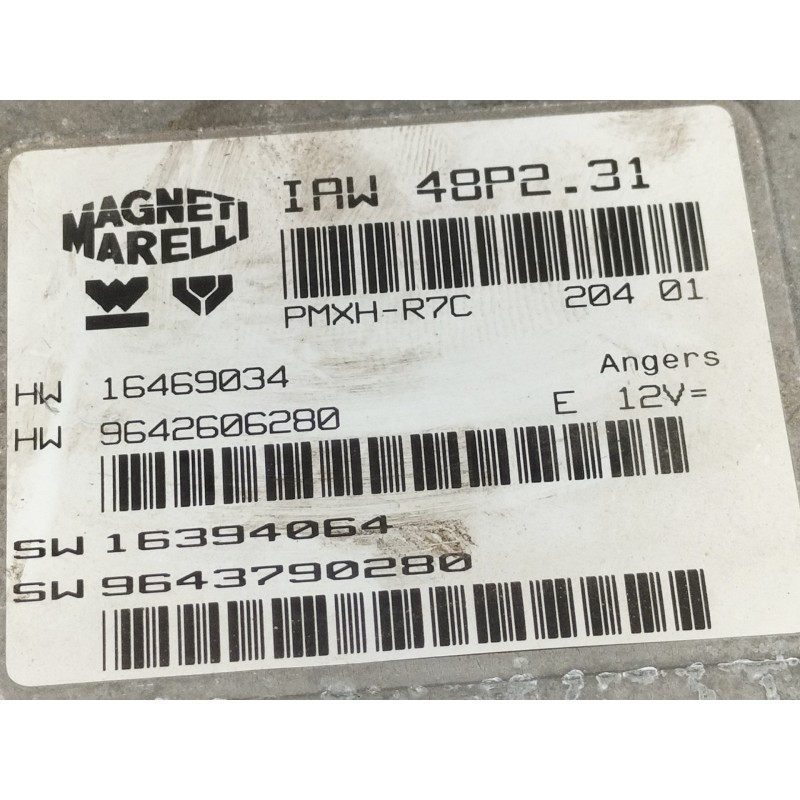 MAGNETI
MARELLI
IAW 48P2.31
PMXH-R7C 204 01
Angers
HW 16469034
E 12V=
HW 9642606280
SW 16394064
SW 9643790280